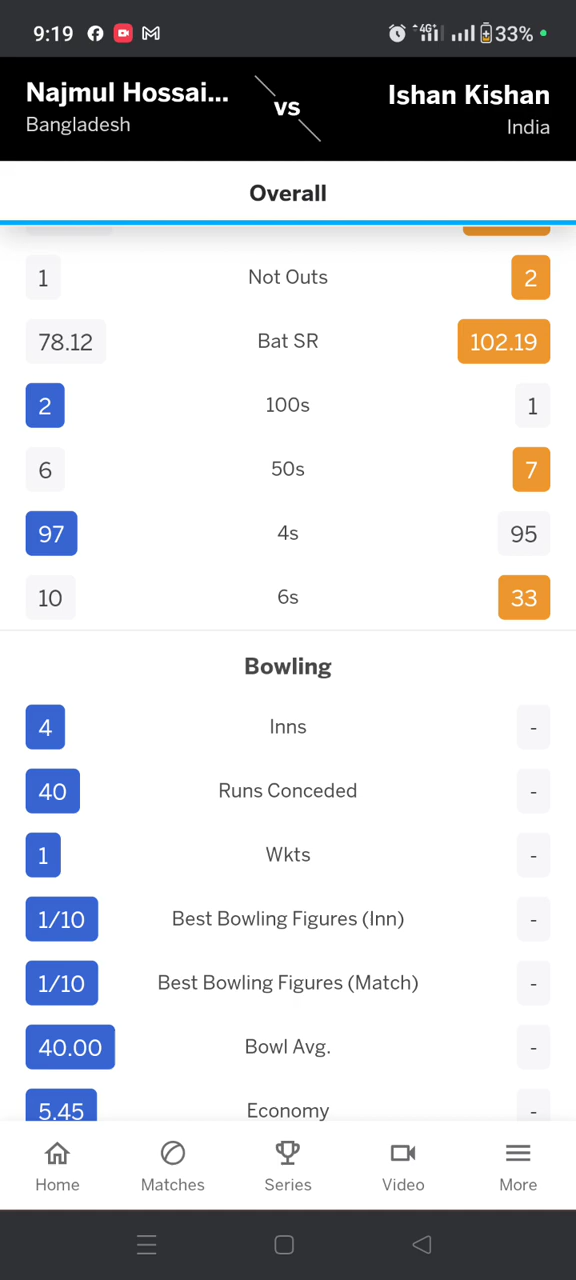 9:19 4G+ 33%
Najmul Hossai... vs Ishan Kishan
Bangladesh India
Overall
1 Not Outs 2
78.12 Bat SR 102.19
2 100s 1
6 50s 7
97 4s 95
10 6s 33
Bowling
4 Inns -
40 Runs Conceded -
1 Wkts -
1/10 Best Bowling Figures (Inn) -
1/10 Best Bowling Figures (Match) -
40.00 Bowl Avg. -
5.45 Economy -
Home Matches Series Video More